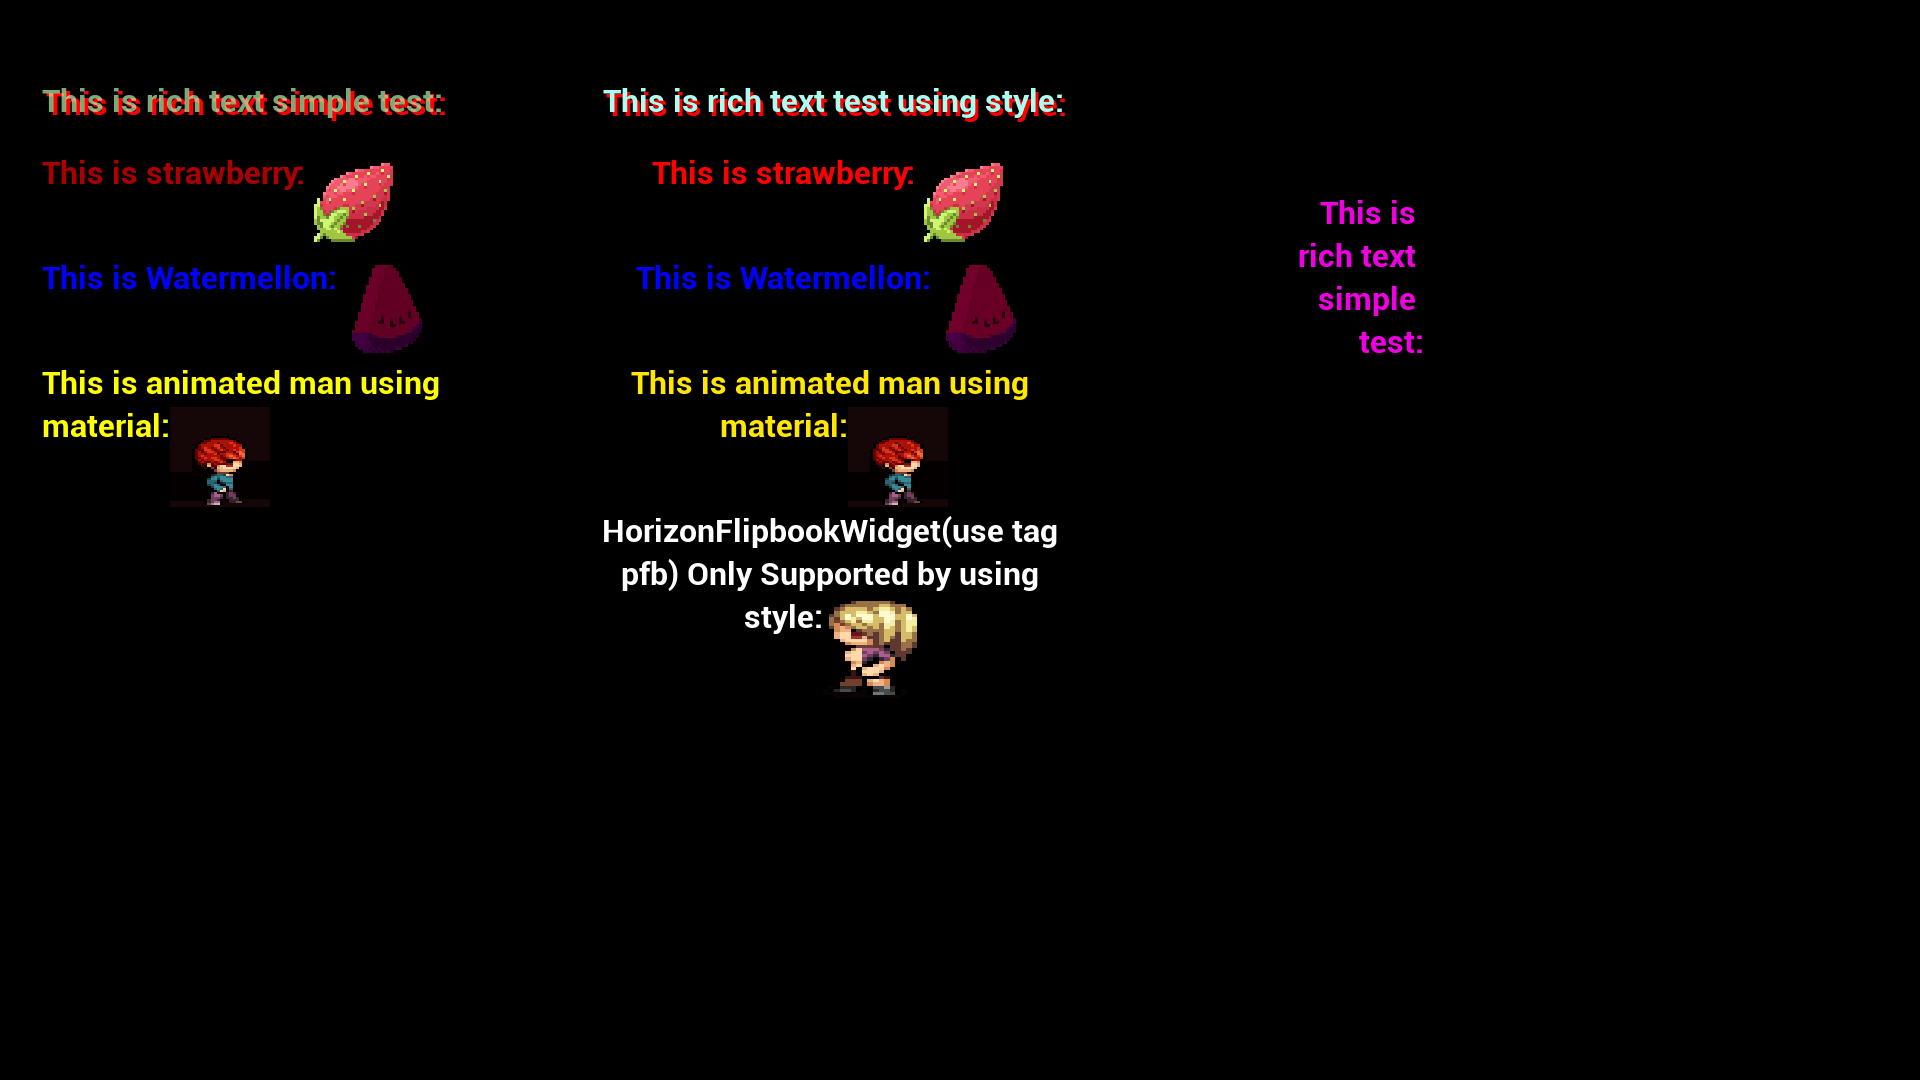 This is rich text simple test:
This is strawberry:
This is Watermellon:
This is animated man using
material:
This is rich text test using style:
This is strawberry:
This is Watermellon:
This is animated man using
material:
HorizonFlipbookWidget(use tag
pfb) Only Supported by using
style:
This is
rich text
simple
test: